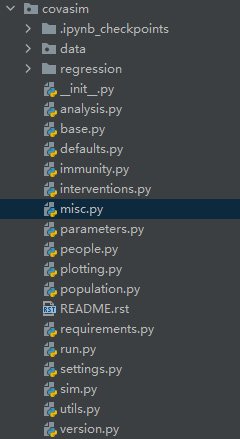 covasim
.ipynb_checkpoints
data
regression
__init__.py
analysis.py
base.py
defaults.py
immunity.py
interventions.py
misc.py
parameters.py
people.py
plotting.py
population.py
RST README.rst
requirements.py
run.py
settings.py
sim.py
utils.py
version.py